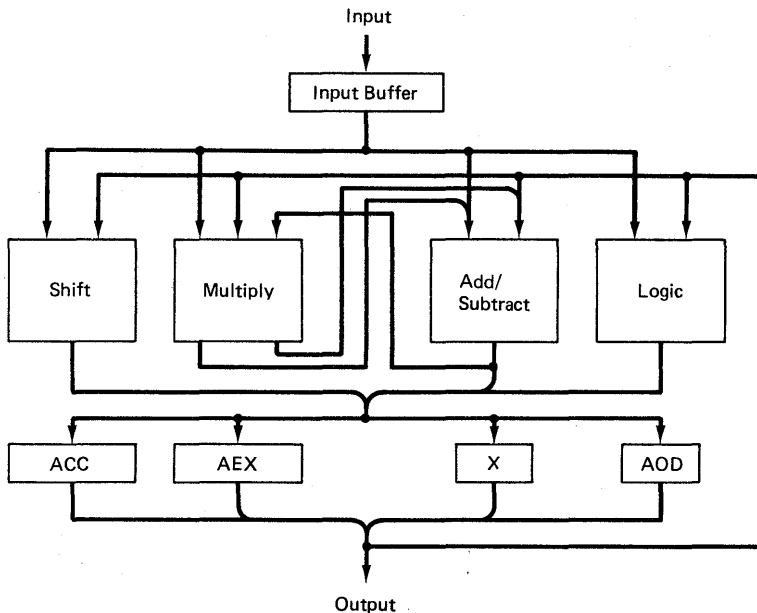 Input
Input Buffer
Shift
Multiply
Add/
Subtract
Logic
ACC
AEX
X
AOD
Output